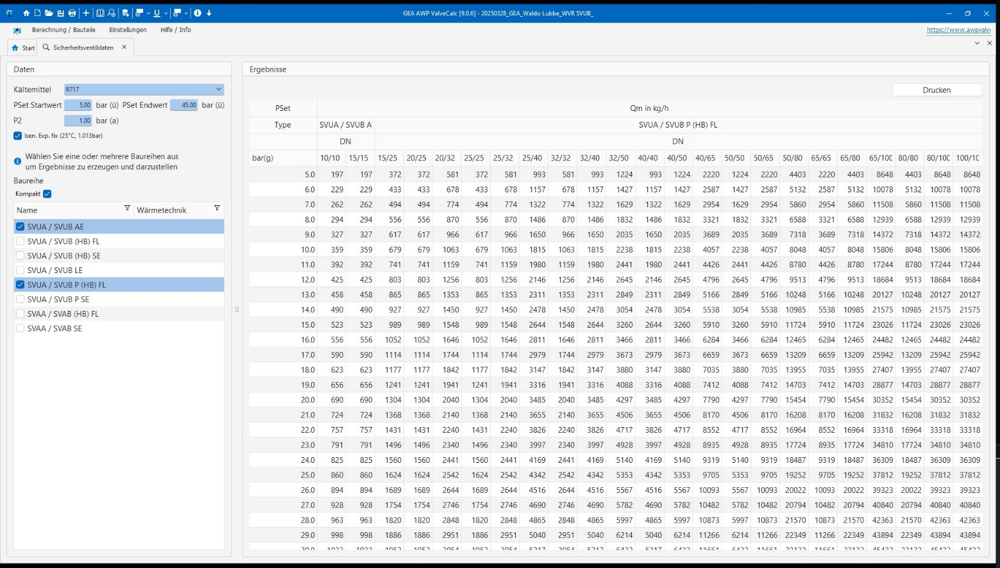 GEA AWP ValveCalc [9.0.6] - 20250328_GEA_Waldo Lubbe_WVR SVUB_
Berechnung / Bauteile Einstellungen Hilfe / Info https://www.awpvalv
Start Sicherheitsventildaten
Daten
Kältemittel R717
PSet Startwert 5.00 bar (ü) PSet Endwert 45.00 bar (ü)
P2 1.00 bar (a)
Isen. Exp. fix (25°C, 1.013bar)
Wählen Sie eine oder mehrere Baureihen aus
um Ergebnisse zu erzeugen und darzustellen
Baureihe
Kompakt
Name Wärmetechnik
SVUA / SVUB AE
SVUA / SVUB (HB) FL
SVUA / SVUB (HB) SE
SVUA / SVUB LE
SVUA / SVUB P (HB) FL
SVUA / SVUB P SE
SVAA / SVAB (HB) FL
SVAA / SVAB SE
Ergebnisse
Drucken
PSet Qm in kg/h
Type SVUA / SVUB A SVUA / SVUB P (HB) FL
DN DN
bar(g) 10/10 15/15 15/25 20/25 20/32 25/25 25/32 25/40 32/32 32/40 32/50 40/40 40/50 40/65 50/50 50/65 50/80 65/65 65/80 65/100 80/80 80/100 100/10
5.0 197 197 372 372 581 372 581 993 581 993 1224 993 1224 2220 1224 2220 4403 2220 4403 8648 4403 8648 8648
6.0 229 229 433 433 678 433 678 1157 678 1157 1427 1157 1427 2587 1427 2587 5132 2587 5132 10078 5132 10078 10078
7.0 262 262 494 494 774 494 774 1322 774 1322 1629 1322 1629 2954 1629 2954 5860 2954 5860 11508 5860 11508 11508
8.0 294 294 556 556 870 556 870 1486 870 1486 1832 1486 1832 3321 1832 3321 6588 3321 6588 12939 6588 12939 12939
9.0 327 327 617 617 966 617 966 1650 966 1650 2035 1650 2035 3689 2035 3689 7318 3689 7318 14372 7318 14372 14372
10.0 359 359 679 679 1063 679 1063 1815 1063 1815 2238 1815 2238 4057 2238 4057 8048 4057 8048 15806 8048 15806 15806
11.0 392 392 741 741 1159 741 1159 1980 1159 1980 2441 1980 2441 4426 2441 4426 8780 4426 8780 17244 8780 17244 17244
12.0 425 425 803 803 1256 803 1256 2146 1256 2146 2645 2146 2645 4796 2645 4796 9513 4796 9513 18684 9513 18684 18684
13.0 458 458 865 865 1353 865 1353 2311 1353 2311 2849 2311 2849 5166 2849 5166 10248 5166 10248 20127 10248 20127 20127
14.0 490 490 927 927 1450 927 1450 2478 1450 2478 3054 2478 3054 5538 3054 5538 10985 5538 10985 21575 10985 21575 21575
15.0 523 523 989 989 1548 989 1548 2644 1548 2644 3260 2644 3260 5910 3260 5910 11724 5910 11724 23026 11724 23026 23026
16.0 556 556 1052 1052 1646 1052 1646 2811 1646 2811 3466 2811 3466 6284 3466 6284 12465 6284 12465 24482 12465 24482 24482
17.0 590 590 1114 1114 1744 1114 1744 2979 1744 2979 3673 2979 3673 6659 3673 6659 13209 6659 13209 25942 13209 25942 25942
18.0 623 623 1177 1177 1842 1177 1842 3147 1842 3147 3880 3147 3880 7035 3880 7035 13955 7035 13955 27407 13955 27407 27407
19.0 656 656 1241 1241 1941 1241 1941 3316 1941 3316 4088 3316 4088 7412 4088 7412 14703 7412 14703 28877 14703 28877 28877
20.0 690 690 1304 1304 2040 1304 2040 3485 2040 3485 4297 3485 4297 7790 4297 7790 15454 7790 15454 30352 15454 30352 30352
21.0 724 724 1368 1368 2140 1368 2140 3655 2140 3655 4506 3655 4506 8170 4506 8170 16208 8170 16208 31832 16208 31832 31832
22.0 757 757 1431 1431 2240 1431 2240 3826 2240 3826 4717 3826 4717 8552 4717 8552 16964 8552 16964 33318 16964 33318 33318
23.0 791 791 1496 1496 2340 1496 2340 3997 2340 3997 4928 3997 4928 8935 4928 8935 17724 8935 17724 34810 17724 34810 34810
24.0 825 825 1560 1560 2441 1560 2441 4169 2441 4169 5140 4169 5140 9319 5140 9319 18487 9319 18487 36309 18487 36309 36309
25.0 860 860 1624 1624 2542 1624 2542 4342 2542 4342 5353 4342 5353 9705 5353 9705 19252 9705 19252 37812 19252 37812 37812
26.0 894 894 1689 1689 2644 1689 2644 4516 2644 4516 5567 4516 5567 10093 5567 10093 20022 10093 20022 39323 20022 39323 39323
27.0 928 928 1754 1754 2746 1754 2746 4690 2746 4690 5782 4690 5782 10482 5782 10482 20794 10482 20794 40840 20794 40840 40840
28.0 963 963 1820 1820 2848 1820 2848 4865 2848 4865 5997 4865 5997 10873 5997 10873 21570 10873 21570 42363 21570 42363 42363
29.0 998 998 1886 1886 2951 1886 2951 5040 2951 5040 6214 5040 6214 11266 6214 11266 22349 11266 22349 43894 22349 43894 43894